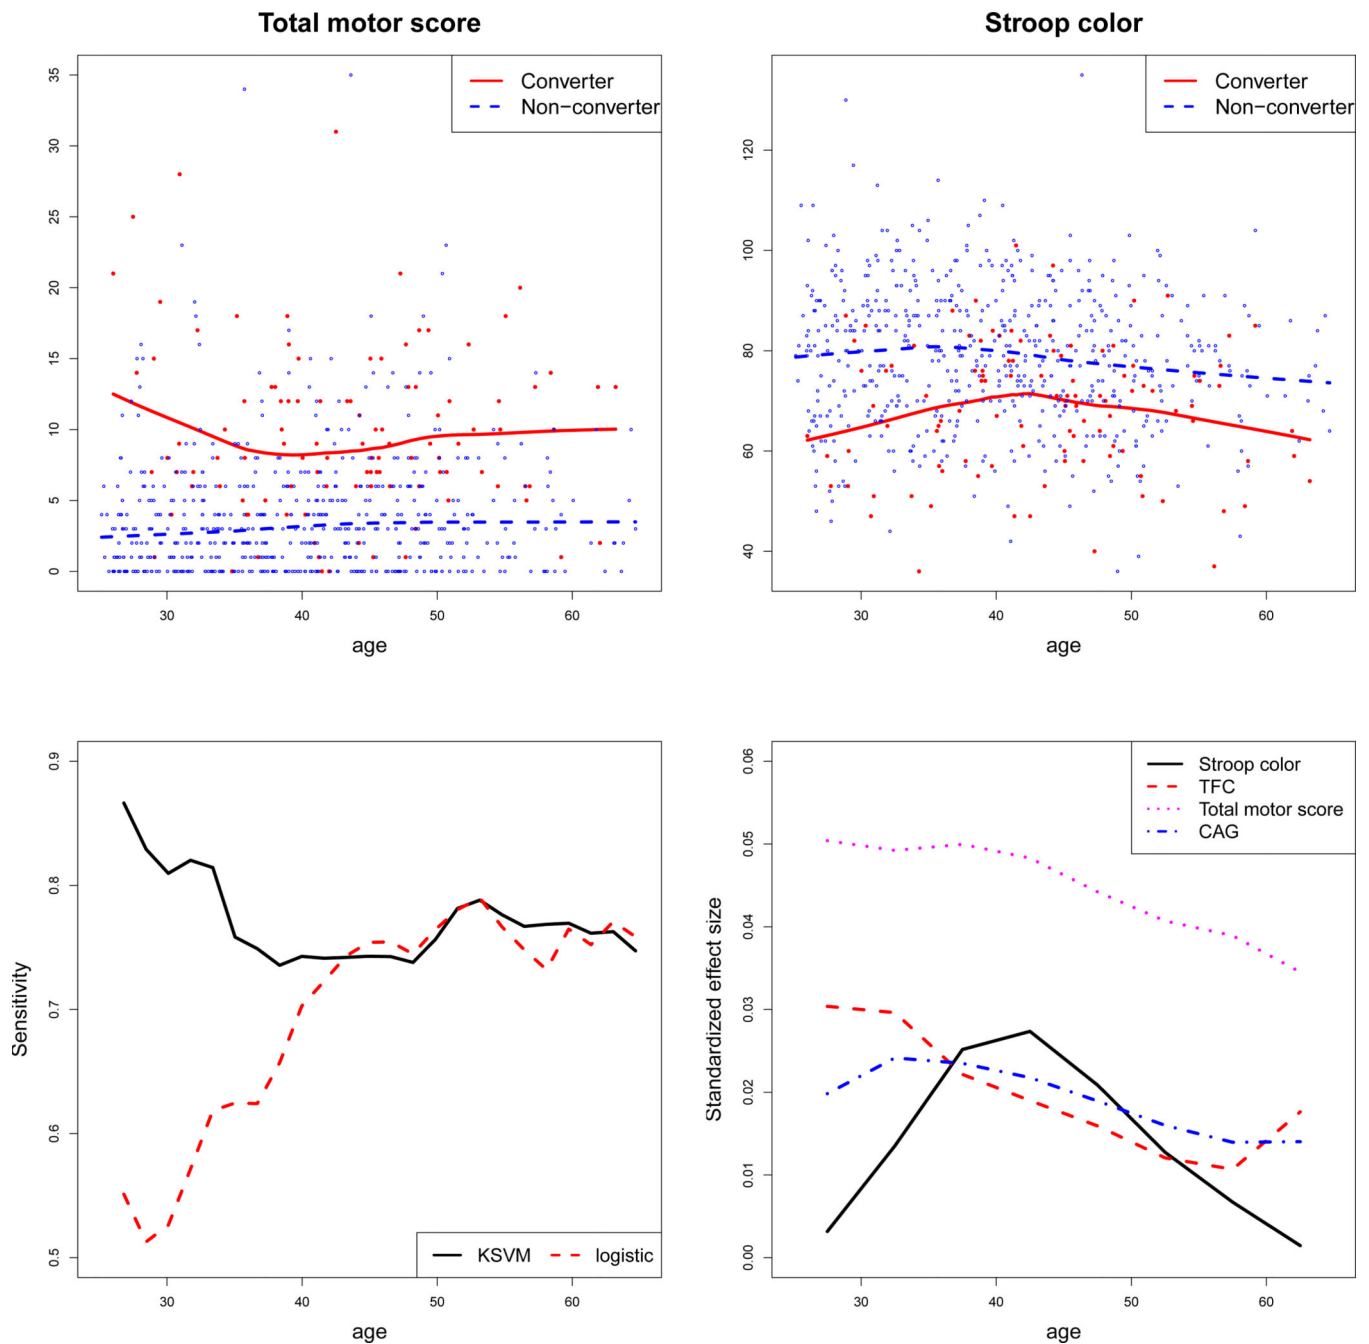 Total motor score
Converter
Non-converter
35
30
25
20
15
10
5
0
30 40 50 60
age
Stroop color
Converter
Non-converter
120
100
80
60
40
30 40 50 60
age
Sensitivity
0.9
0.8
0.7
0.6
0.5
KSVM logistic
30 40 50 60
age
Standardized effect size
0.06
0.05
0.04
0.03
0.02
0.01
0.00
Stroop color
TFC
Total motor score
CAG
30 40 50 60
age